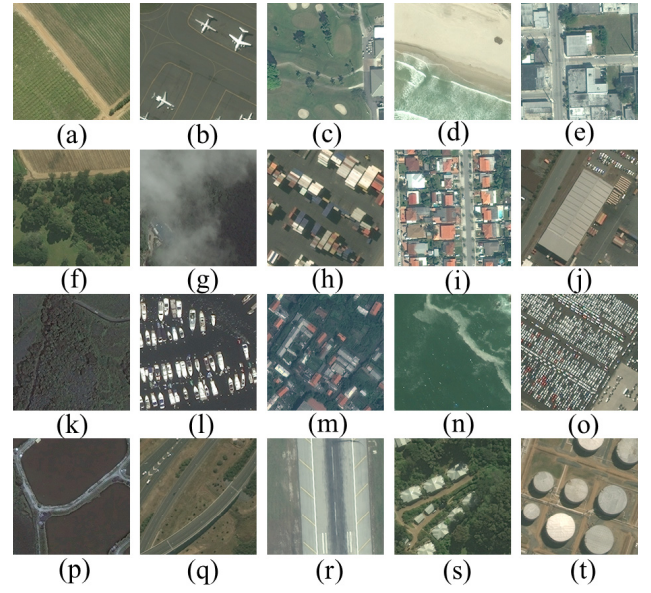 (a) (b) (c) (d) (e)
(f) (g) (h) (i) (j)
(k) (l) (m) (n) (o)
(p) (q) (r) (s) (t)